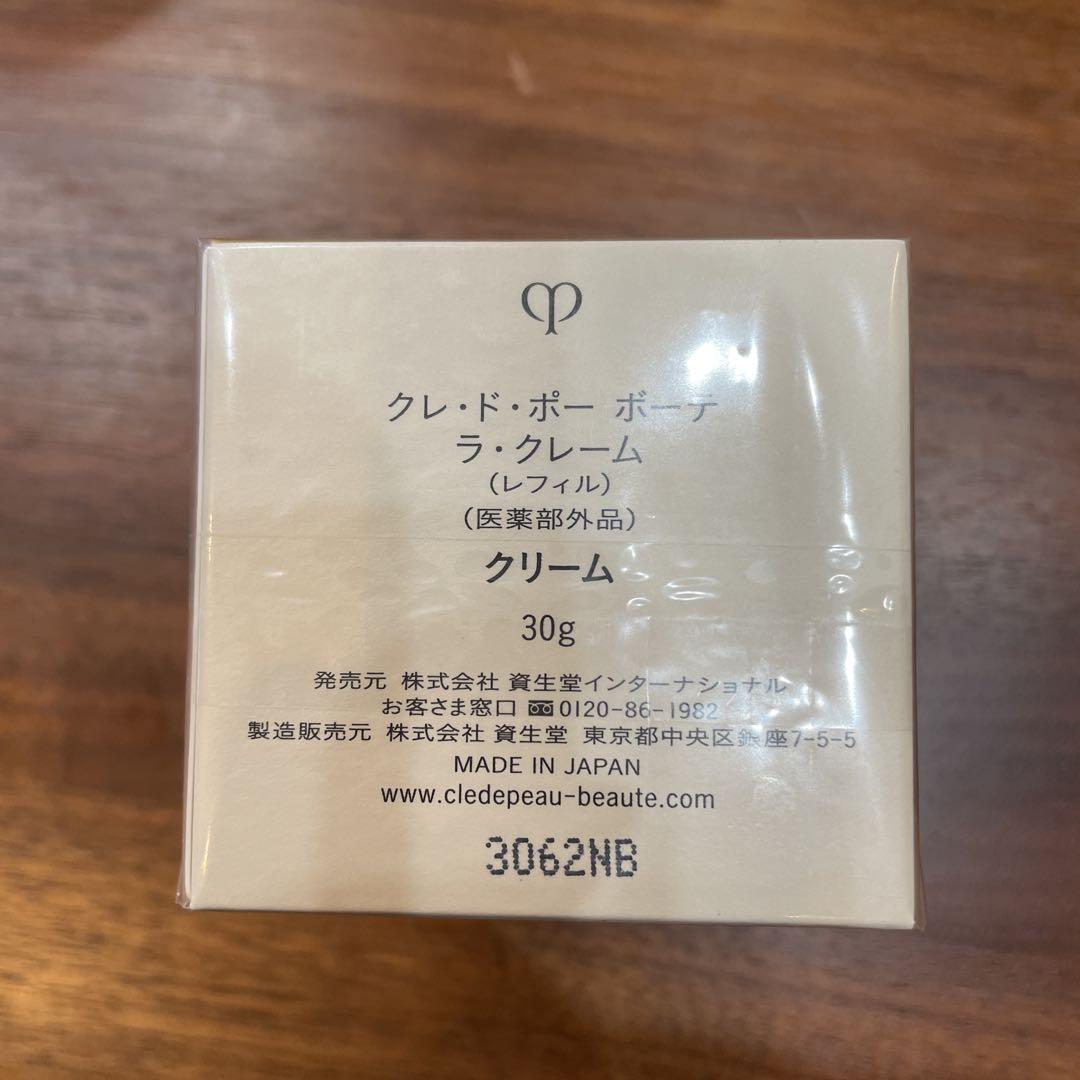 クレ・ド・ポー ボーテ
ラ・クレーム
(レフィル)
(医薬部外品)
クリーム
30g
発売元 株式会社 資生堂インターナショナル
お客さま窓口 0120-86-1982
製造販売元 株式会社 資生堂 東京都中央区銀座7-5-5
MADE IN JAPAN
www.cledepeau-beaute.com
3062NB